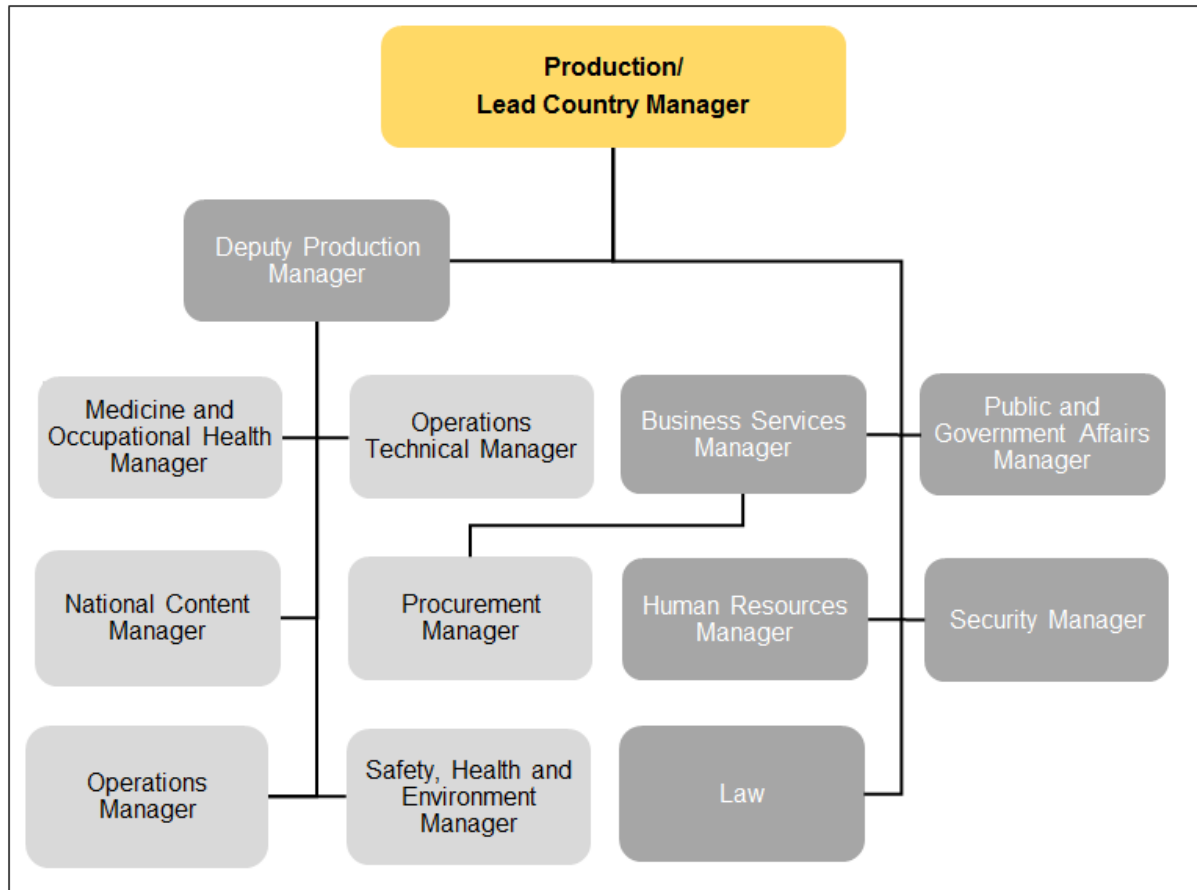 Production/
Lead Country Manager
Deputy Production
Manager
Medicine and
Occupational Health
Manager
Operations
Technical Manager
Business Services
Manager
Public and
Government Affairs
Manager
National Content
Manager
Procurement
Manager
Human Resources
Manager
Security Manager
Operations
Manager
Safety, Health and
Environment
Manager
Law